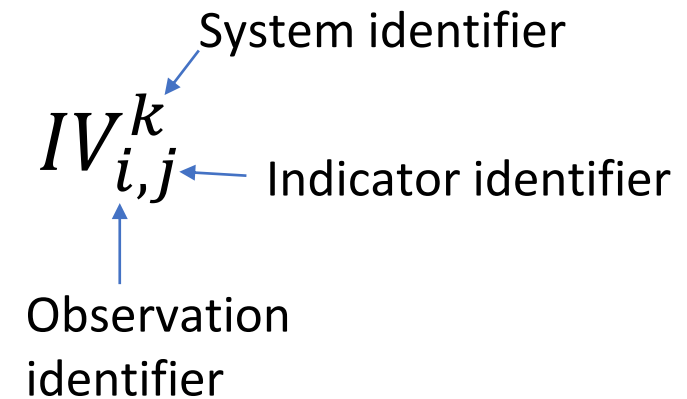 System identifier
IV^k_{i,j}
Indicator identifier
Observation
identifier